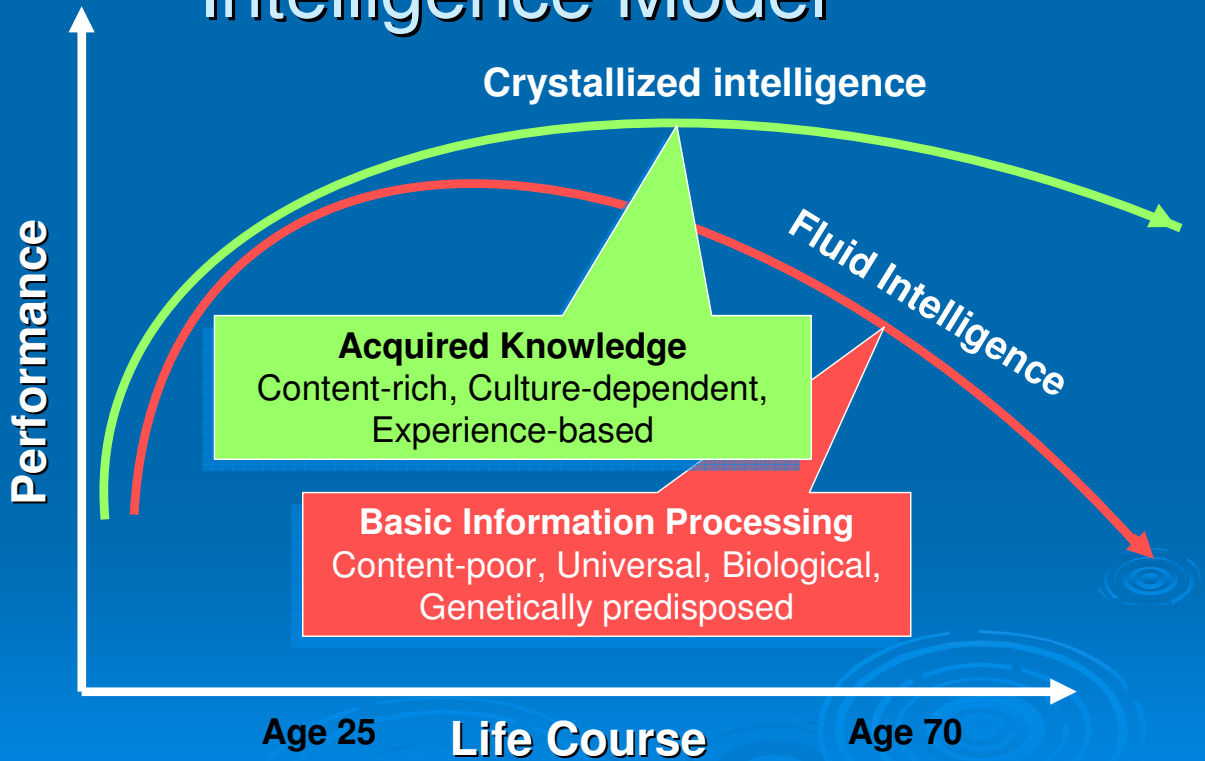 Intelligence Model
Crystallized intelligence
Fluid Intelligence
Performance
Acquired Knowledge
Content-rich, Culture-dependent,
Experience-based
Basic Information Processing
Content-poor, Universal, Biological,
Genetically predisposed
Age 25
Life Course
Age 70